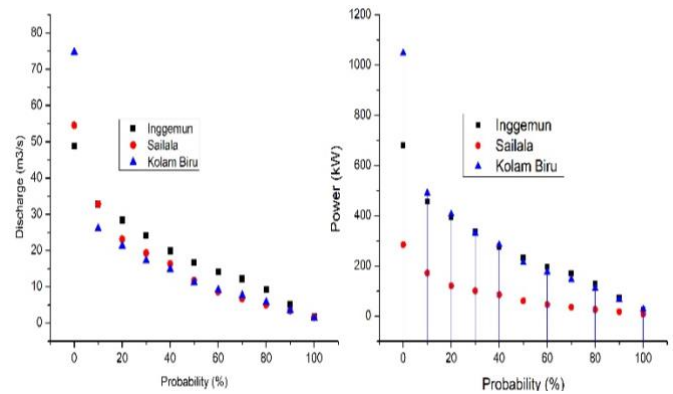 80
70
60
50
40
30
20
10
0
Discharge (m3/s)
Inggemun
Sailala
Kolam Biru
0 20 40 60 80 100
Probability (%)
1200
1000
800
600
400
200
0
Power (kW)
Inggemun
Sailala
Kolam Biru
0 20 40 60 80 100
Probability (%)